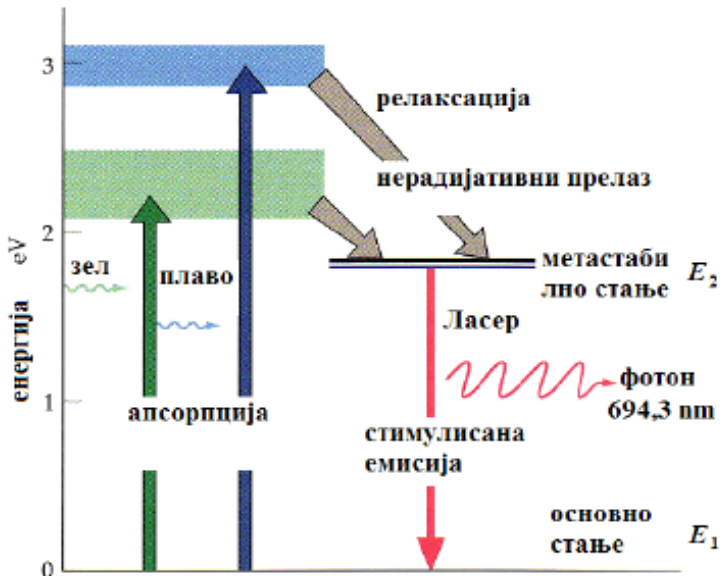 3
релаксација
нерадијативни прелаз
2
зел
плаво
метастаби
лно стање
E2
енергија eV
Ласер
фотон
694,3 nm
1
апсорпција
стимулисана
емисија
основно
стање
E1
0